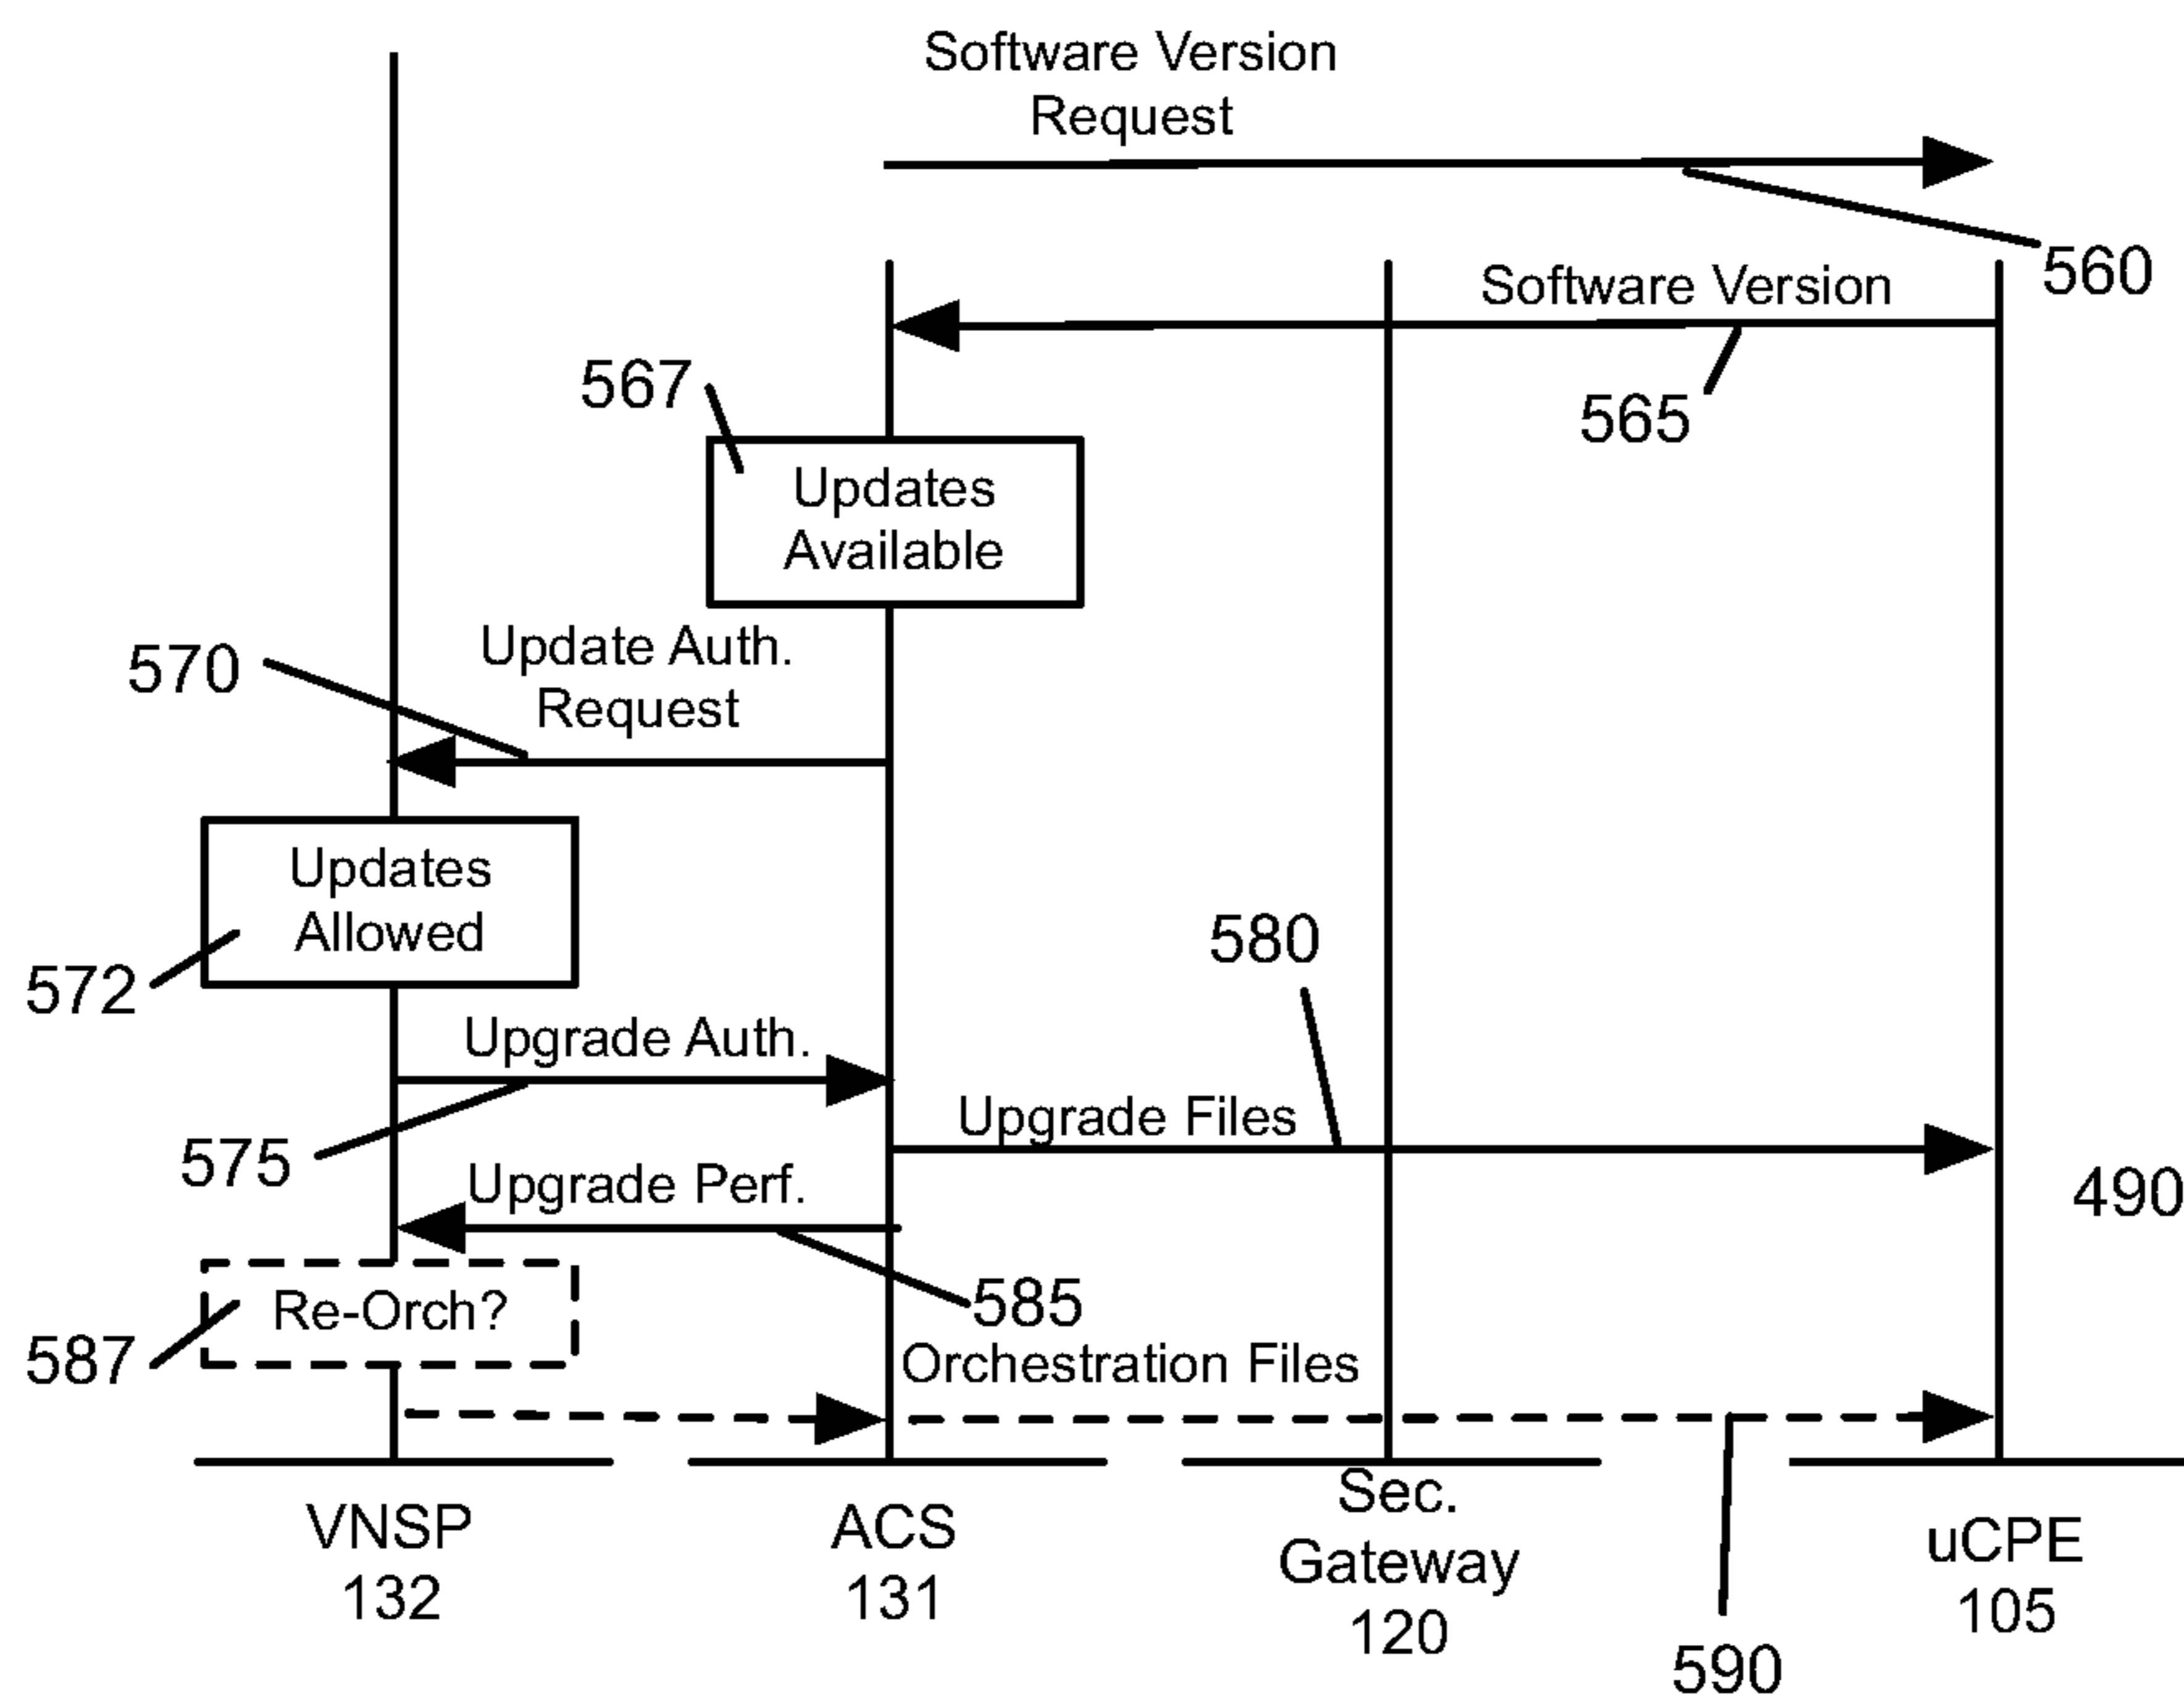 Software Version
Request
560
Software Version
565
567
Updates
Available
570
Update Auth.
Request
Updates
Allowed
572
580
Upgrade Auth.
575
Upgrade Files
490
Upgrade Perf.
585
Re-Orch?
587
Orchestration Files
VNSP
132
ACS
131
Sec.
Gateway
120
uCPE
105
590